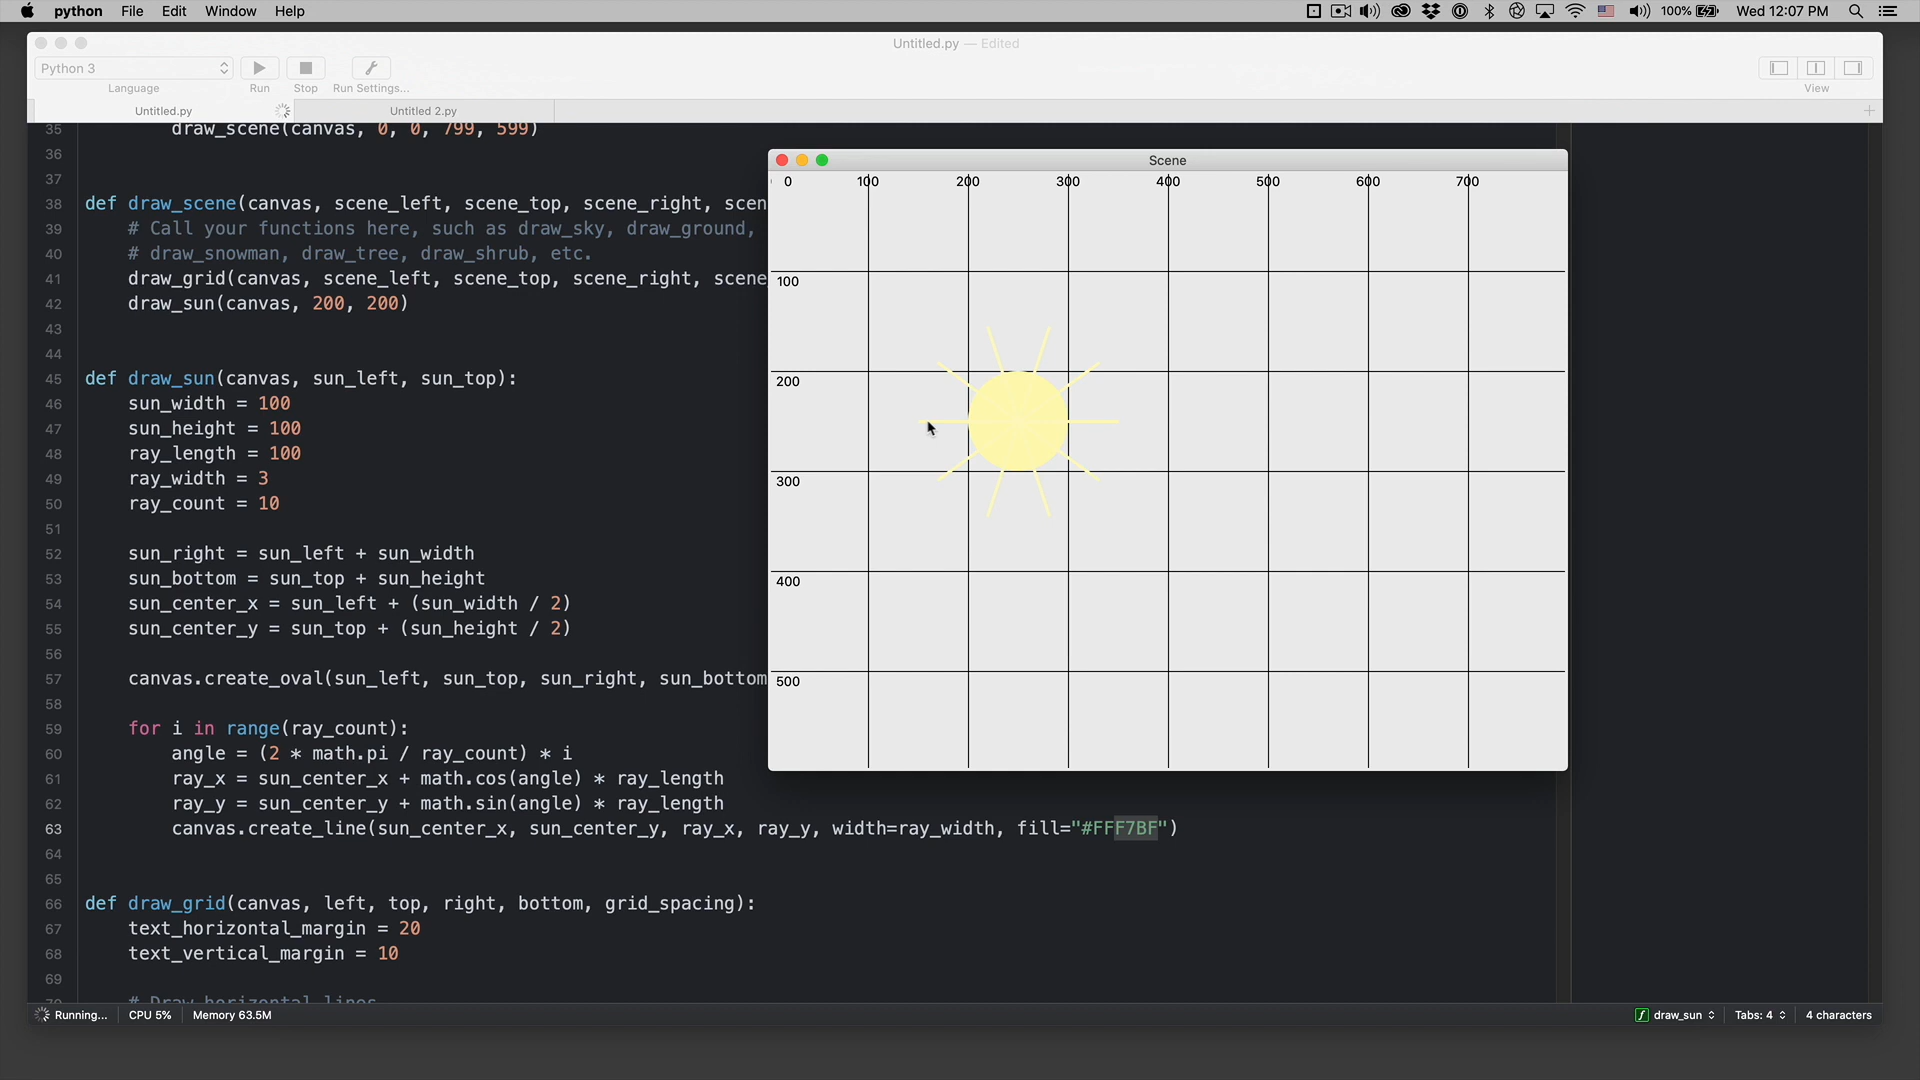 python File Edit Window Help 100% Wed 12:07 PM
Untitled.py — Edited
Python 3
Language Run Stop Run Settings... View
Untitled.py Untitled 2.py
35 draw_scene(canvas, 0, 0, 799, 599)
36
37
38 def draw_scene(canvas, scene_left, scene_top, scene_right, scen
39 # Call your functions here, such as draw_sky, draw_ground,
40 # draw_snowman, draw_tree, draw_shrub, etc.
41 draw_grid(canvas, scene_left, scene_top, scene_right, scene
42 draw_sun(canvas, 200, 200)
43
44
45 def draw_sun(canvas, sun_left, sun_top):
46 sun_width = 100
47 sun_height = 100
48 ray_length = 100
49 ray_width = 3
50 ray_count = 10
51
52 sun_right = sun_left + sun_width
53 sun_bottom = sun_top + sun_height
54 sun_center_x = sun_left + (sun_width / 2)
55 sun_center_y = sun_top + (sun_height / 2)
56
57 canvas.create_oval(sun_left, sun_top, sun_right, sun_bottom
58
59 for i in range(ray_count):
60 angle = (2 * math.pi / ray_count) * i
61 ray_x = sun_center_x + math.cos(angle) * ray_length
62 ray_y = sun_center_y + math.sin(angle) * ray_length
63 canvas.create_line(sun_center_x, sun_center_y, ray_x, ray_y, width=ray_width, fill="#FFF7BF")
64
65
66 def draw_grid(canvas, left, top, right, bottom, grid_spacing):
67 text_horizontal_margin = 20
68 text_vertical_margin = 10
69
70 # Draw horizontal lines
Scene
0 100 200 300 400 500 600 700
100
200
300
400
500
Running... CPU 5% Memory 63.5M draw_sun Tabs: 4 4 characters